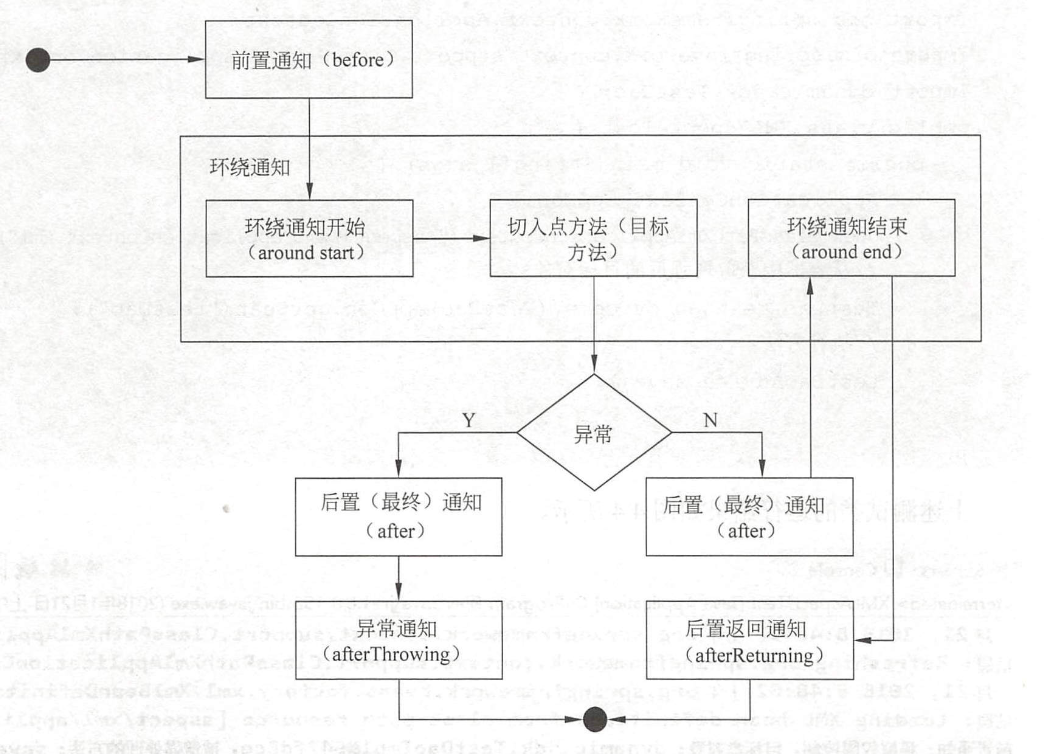 前置通知（before）
环绕通知
环绕通知开始
（around start）
切入点方法（目标
方法）
环绕通知结束
（around end）
异常
Y
N
后置（最终）通知
（after）
后置（最终）通知
（after）
异常通知
（afterThrowing）
后置返回通知
（afterReturning）